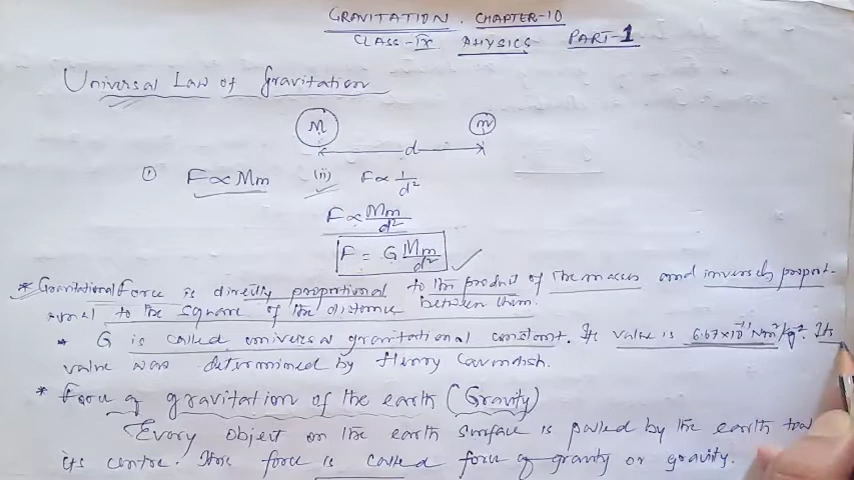 GRAVITATION. CHAPTER-10
CLASS-IX PHYSICS PART-1
Universal Law of Gravitation
M m
d
(i) F ∝ Mm (ii) F ∝ 1/d²
F ∝ Mm/d²
F = G Mm/d²
* Gravitational Force is directly proportional to the product of the masses and inversely proport-
ional to the square of the distance between them.
* G is called universal gravitational constant. Its value is 6.67×10⁻¹¹ Nm²/kg². Its
value was determined by Henry Cavendish.
* Force of gravitation of the earth (Gravity)
Every object on the earth surface is pulled by the earth tow
its centre. This force is called force of gravity or gravity.